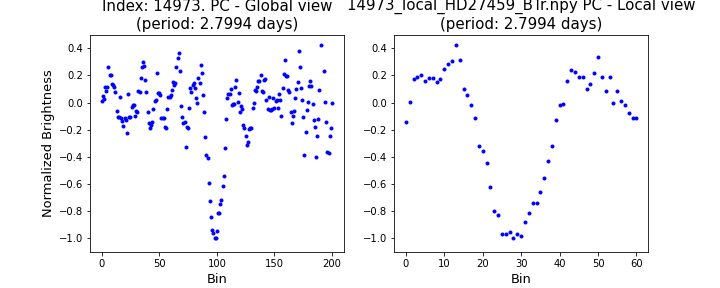 Index: 14973. PC - Global view
(period: 2.7994 days)
14973_local_HD27459_BTr.npy PC - Local view
(period: 2.7994 days)
Normalized Brightness
0.4
0.2
0.0
−0.2
−0.4
−0.6
−0.8
−1.0
0 50 100 150 200
Bin
0.4
0.2
0.0
−0.2
−0.4
−0.6
−0.8
−1.0
0 10 20 30 40 50 60
Bin